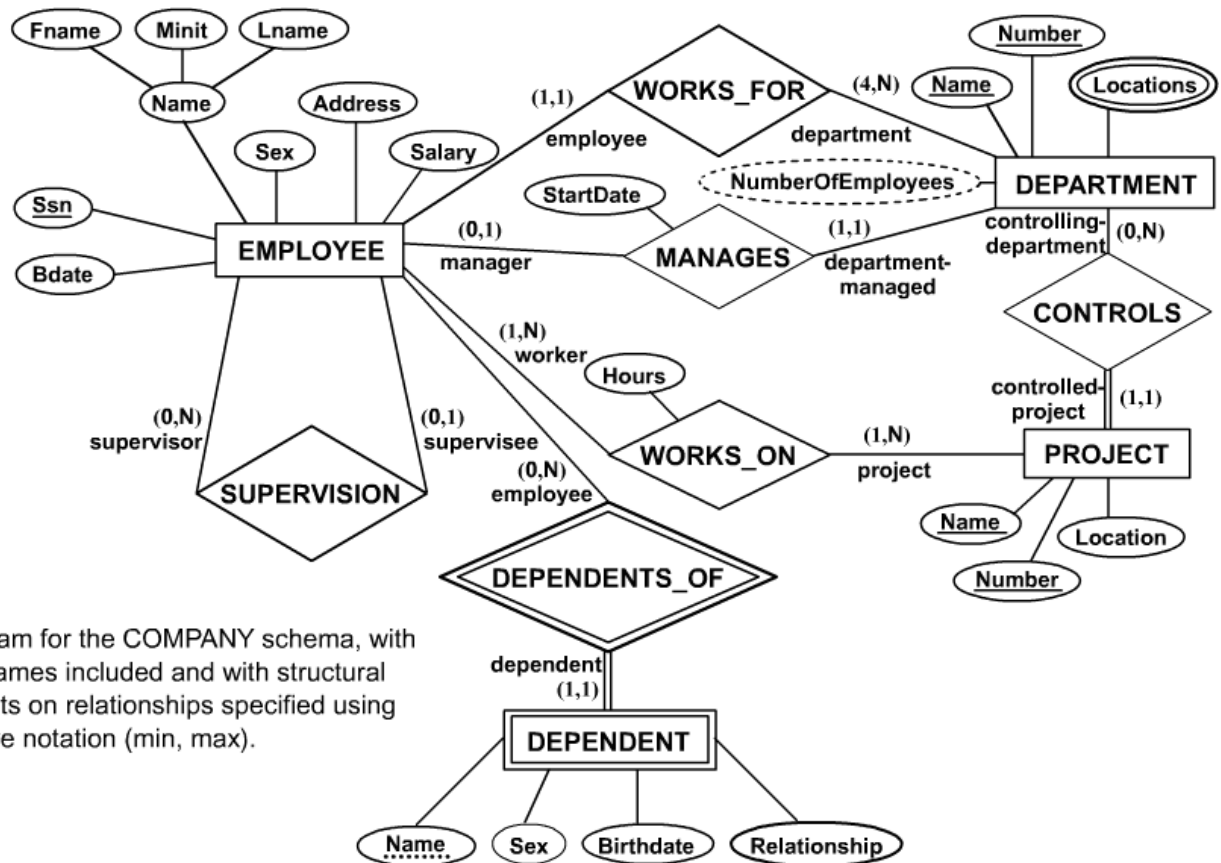 Fname
Minit
Lname
Name
Address
Sex
Salary
Ssn
Bdate
EMPLOYEE
(1,1)
employee
WORKS_FOR
(4,N)
department
Number
Name
Locations
NumberOfEmployees
DEPARTMENT
StartDate
(0,1)
manager
MANAGES
(1,1)
department-
managed
controlling-
department
(0,N)
CONTROLS
controlled-
project
(1,1)
(1,N)
worker
Hours
WORKS_ON
(1,N)
project
PROJECT
Name
Number
Location
(0,N)
supervisor
(0,1)
supervisee
SUPERVISION
(0,N)
employee
DEPENDENTS_OF
dependent
(1,1)
DEPENDENT
Name
Sex
Birthdate
Relationship
am for the COMPANY schema, with
ames included and with structural
ts on relationships specified using
e notation (min, max).